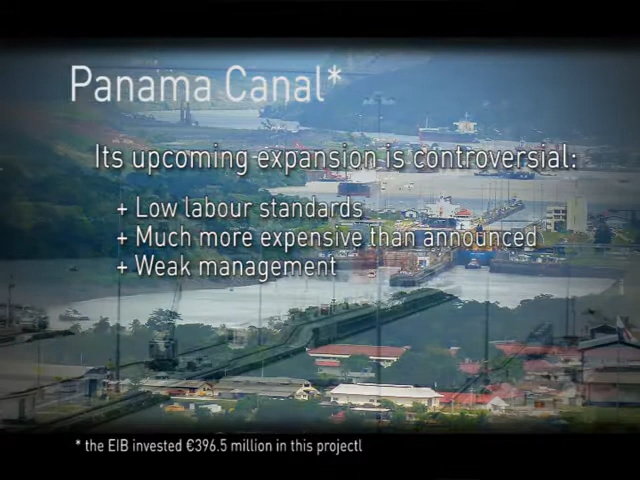 Panama Canal*
Its upcoming expansion is controversial:
+ Low labour standards
+ Much more expensive than announced
+ Weak management
* the EIB invested €396.5 million in this projectl